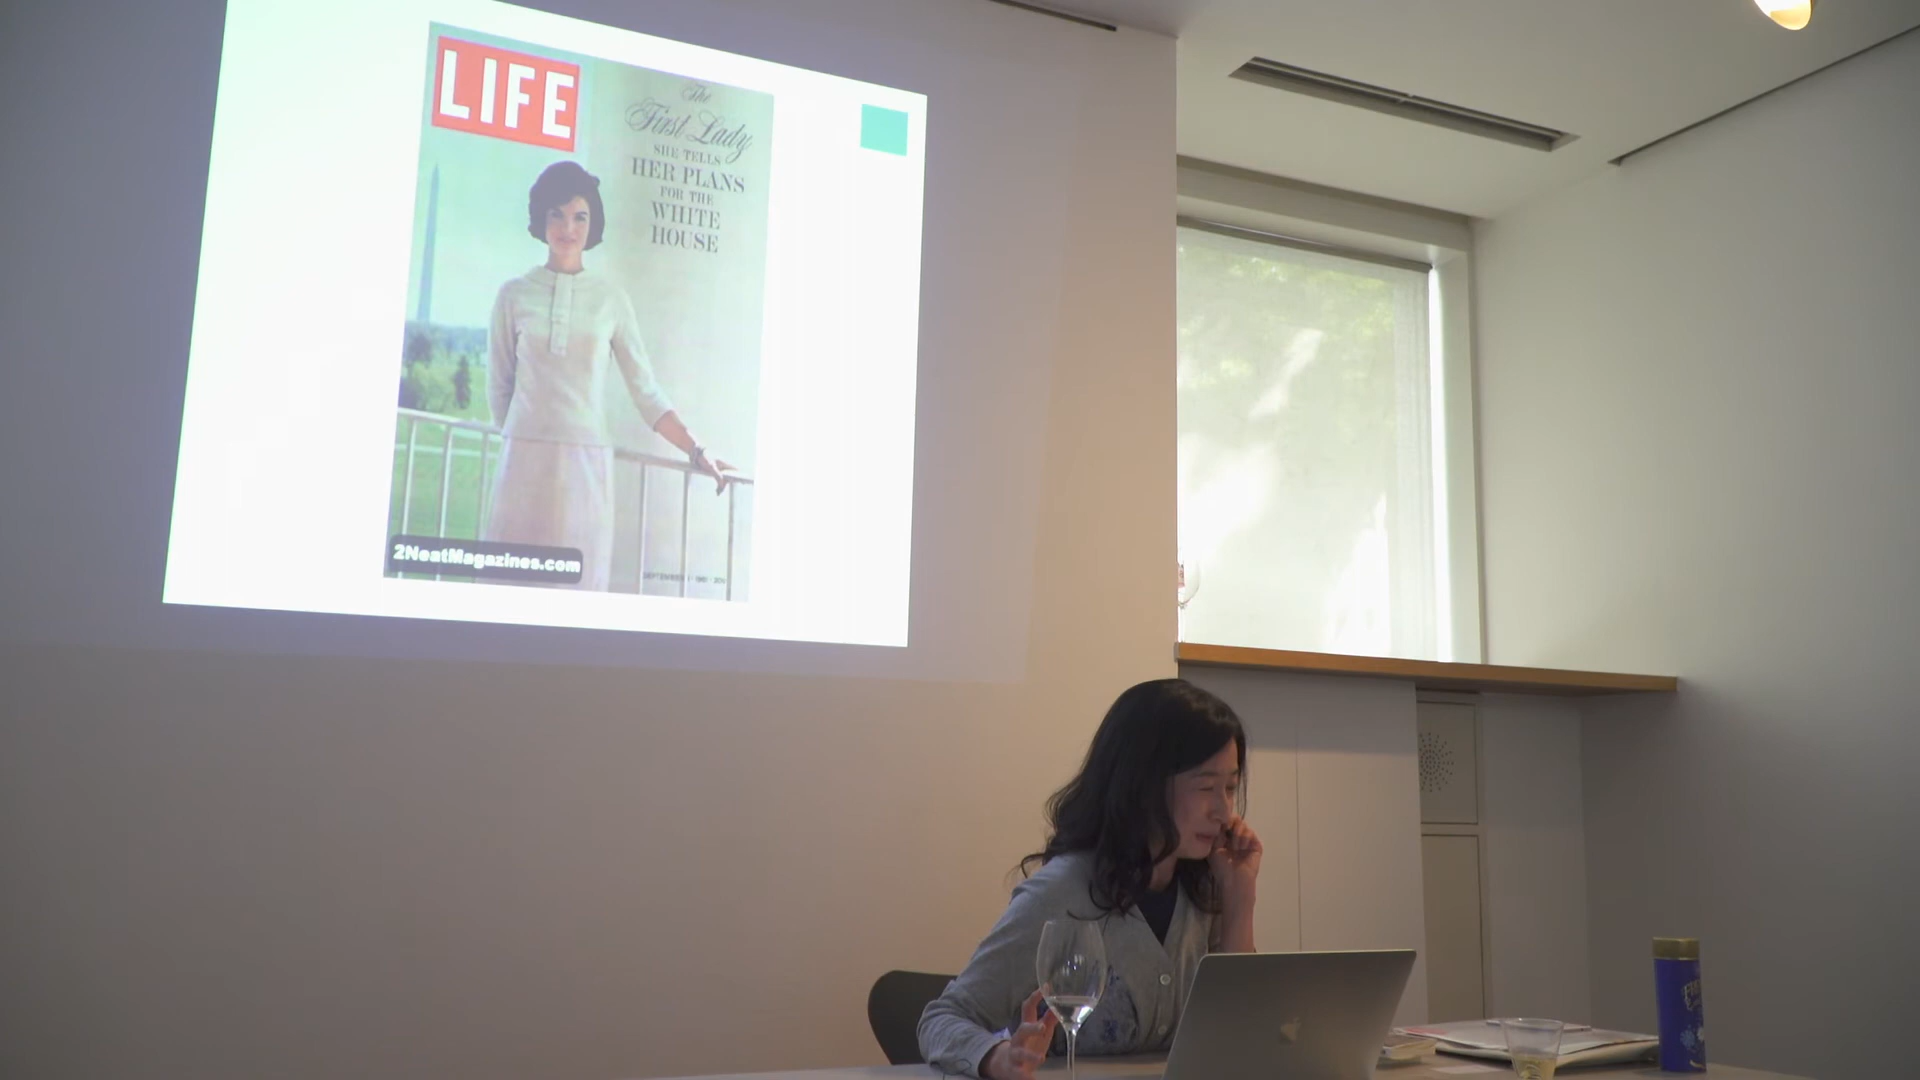 LIFE
The
First Lady
SHE TELLS
HER PLANS
FOR THE
WHITE
HOUSE
2NeatMagazines.com